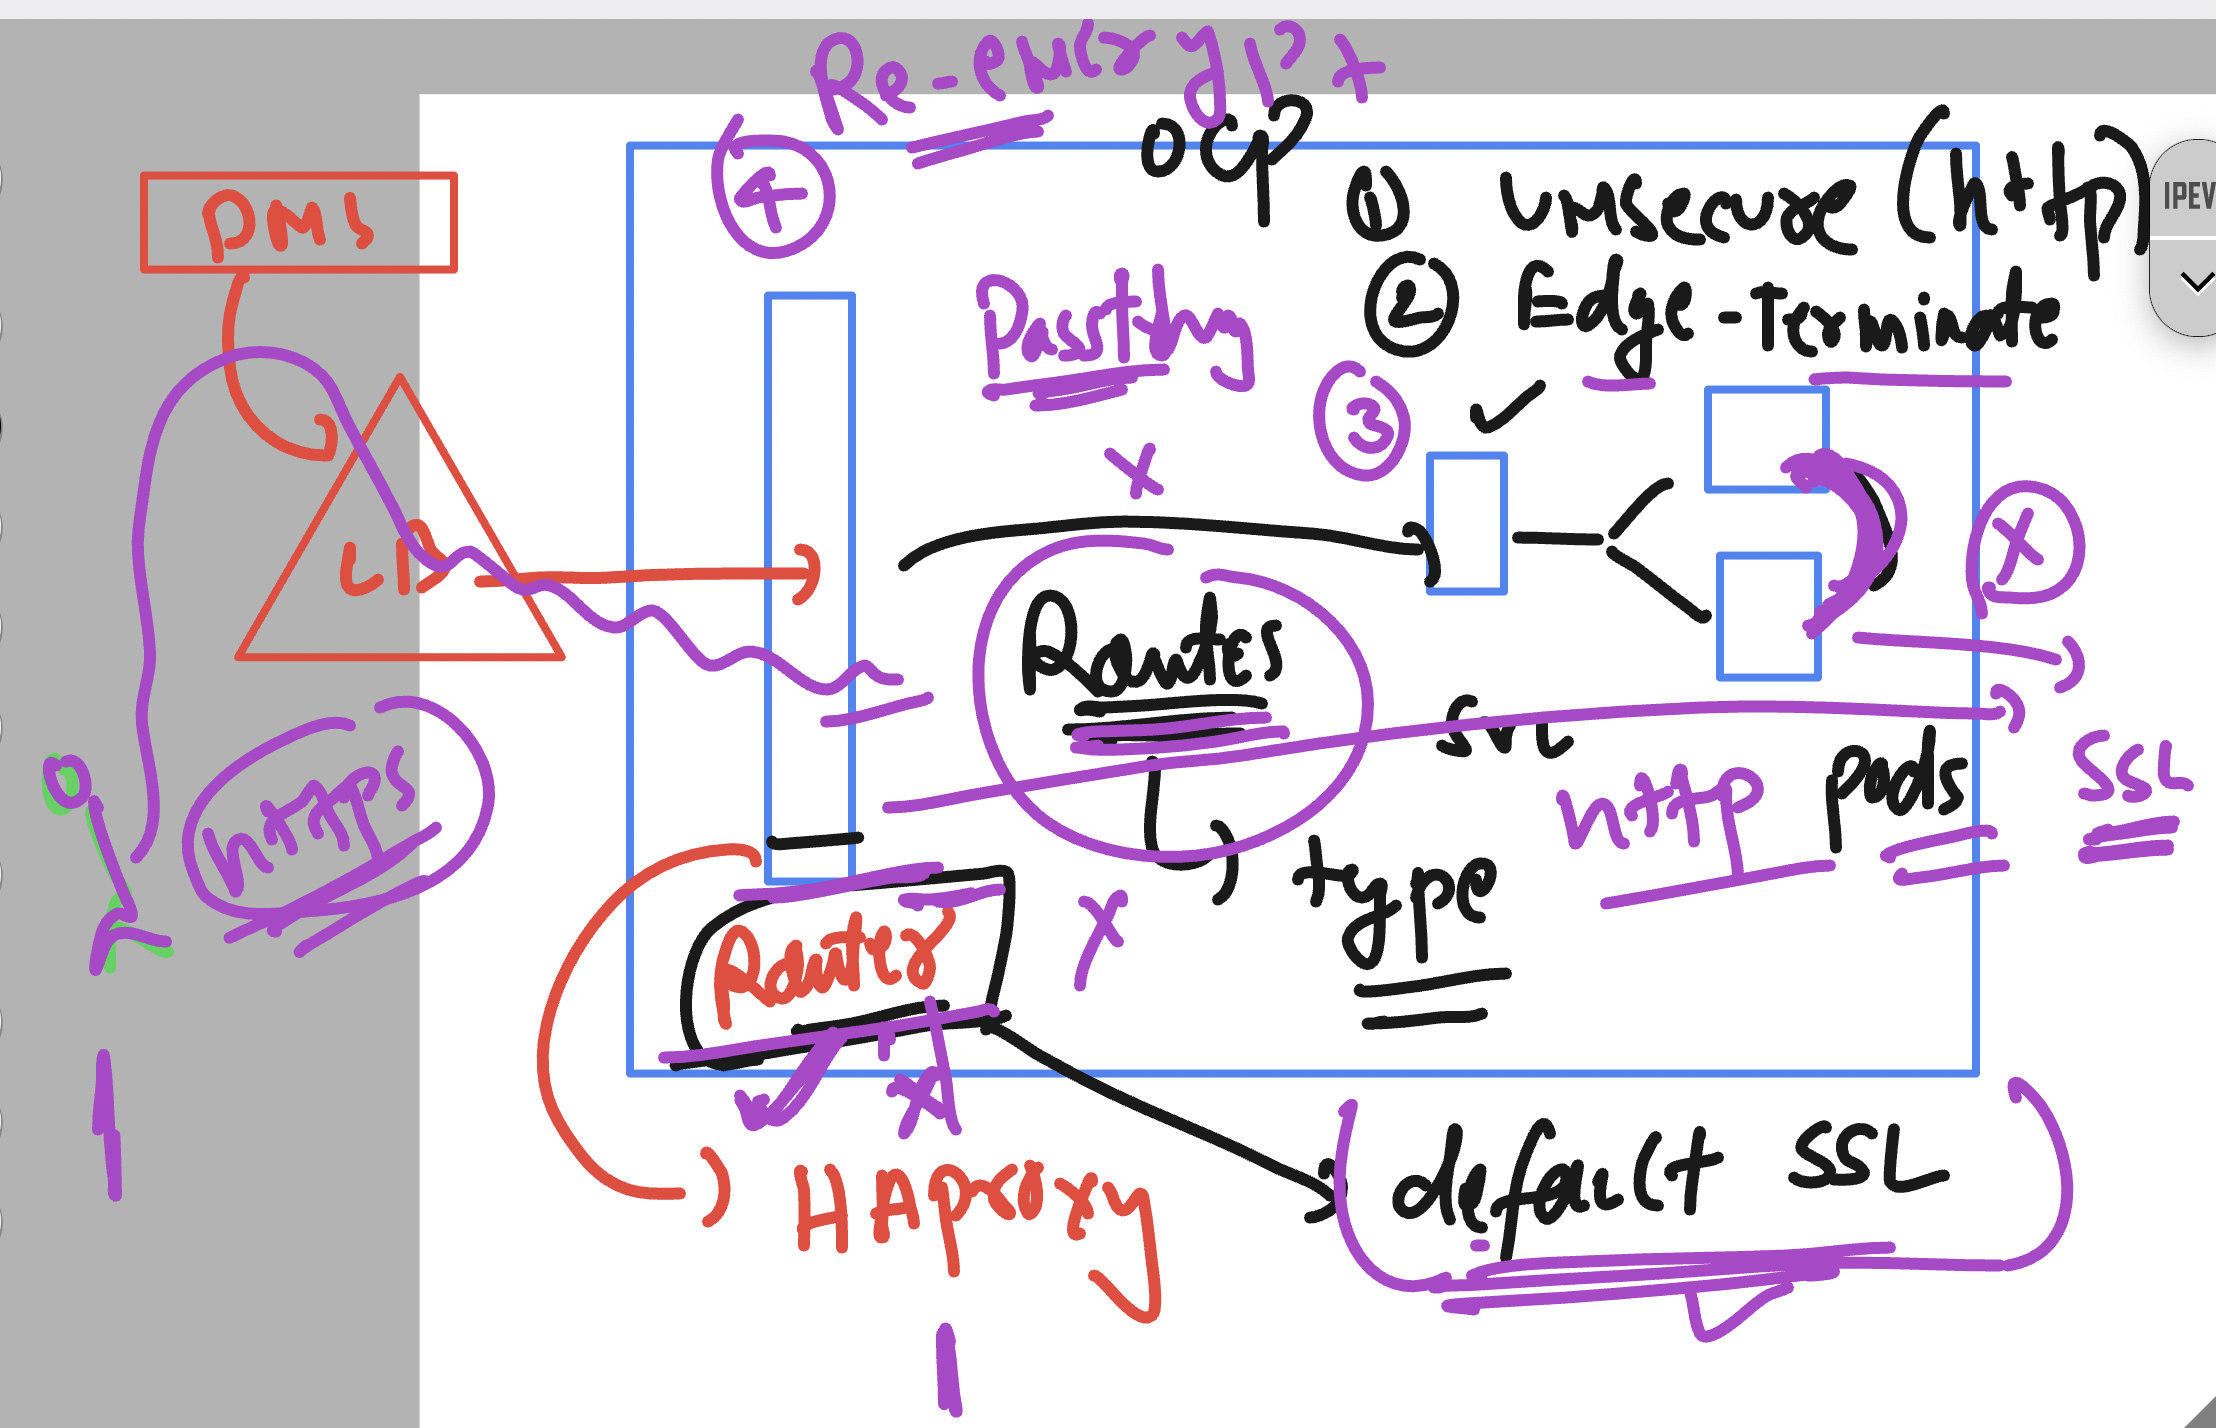 Re-encrypt
OCP
4
1 Unsecure (http)
DNS
2 Edge-Terminate
Passthrug
3
LB
Routes
svc
http
pods
SSL
https
type
Router
default SSL
HAproxy
IPEV